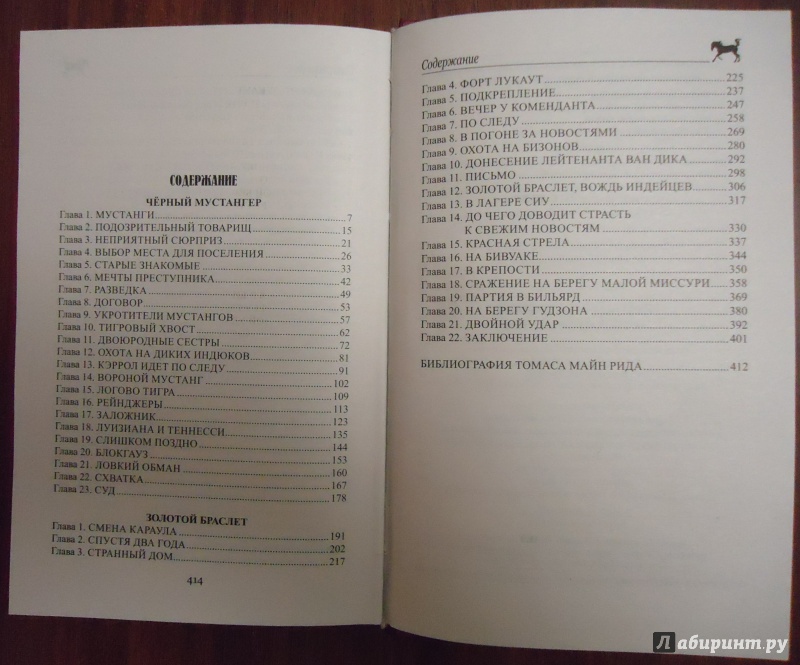 СОДЕРЖАНИЕ
ЧЁРНЫЙ МУСТАНГЕР
Глава 1. МУСТАНГИ 7
Глава 2. ПОДОЗРИТЕЛЬНЫЙ ТОВАРИЩ 15
Глава 3. НЕПРИЯТНЫЙ СЮРПРИЗ 21
Глава 4. ВЫБОР МЕСТА ДЛЯ ПОСЕЛЕНИЯ 26
Глава 5. СТАРЫЕ ЗНАКОМЫЕ 33
Глава 6. МЕЧТЫ ПРЕСТУПНИКА 42
Глава 7. РАЗВЕДКА 49
Глава 8. ДОГОВОР 53
Глава 9. УКРОТИТЕЛИ МУСТАНГОВ 57
Глава 10. ТИГРОВЫЙ ХВОСТ 62
Глава 11. ДВОЮРОДНЫЕ СЕСТРЫ 72
Глава 12. ОХОТА НА ДИКИХ ИНДЮКОВ 81
Глава 13. КЭРРОЛ ИДЕТ ПО СЛЕДУ 91
Глава 14. ВОРОНОЙ МУСТАНГ 102
Глава 15. ЛОГОВО ТИГРА 109
Глава 16. РЕЙНДЖЕРЫ 113
Глава 17. ЗАЛОЖНИК 123
Глава 18. ЛУИЗИАНА И ТЕННЕССИ 135
Глава 19. СЛИШКОМ ПОЗДНО 144
Глава 20. БЛОКГАУЗ 153
Глава 21. ЛОВКИЙ ОБМАН 160
Глава 22. СХВАТКА 167
Глава 23. СУД 178
ЗОЛОТОЙ БРАСЛЕТ
Глава 1. СМЕНА КАРАУЛА 191
Глава 2. СПУСТЯ ДВА ГОДА 202
Глава 3. СТРАННЫЙ ДОМ 217
414
Содержание
Глава 4. ФОРТ ЛУКАУТ 225
Глава 5. ПОДКРЕПЛЕНИЕ 237
Глава 6. ВЕЧЕР У КОМЕНДАНТА 247
Глава 7. ПО СЛЕДУ 258
Глава 8. В ПОГОНЕ ЗА НОВОСТЯМИ 269
Глава 9. ОХОТА НА БИЗОНОВ 280
Глава 10. ДОНЕСЕНИЕ ЛЕЙТЕНАНТА ВАН ДИКА 292
Глава 11. ПИСЬМО 298
Глава 12. ЗОЛОТОЙ БРАСЛЕТ, ВОЖДЬ ИНДЕЙЦЕВ 306
Глава 13. В ЛАГЕРЕ СИУ 317
Глава 14. ДО ЧЕГО ДОВОДИТ СТРАСТЬ
К СВЕЖИМ НОВОСТЯМ 330
Глава 15. КРАСНАЯ СТРЕЛА 337
Глава 16. НА БИВУАКЕ 344
Глава 17. В КРЕПОСТИ 350
Глава 18. СРАЖЕНИЕ НА БЕРЕГУ МАЛОЙ МИССУРИ 358
Глава 19. ПАРТИЯ В БИЛЬЯРД 369
Глава 20. НА БЕРЕГУ ГУДЗОНА 380
Глава 21. ДВОЙНОЙ УДАР 392
Глава 22. ЗАКЛЮЧЕНИЕ 401
БИБЛИОГРАФИЯ ТОМАСА МАЙН РИДА 412
Лабиринт.ру